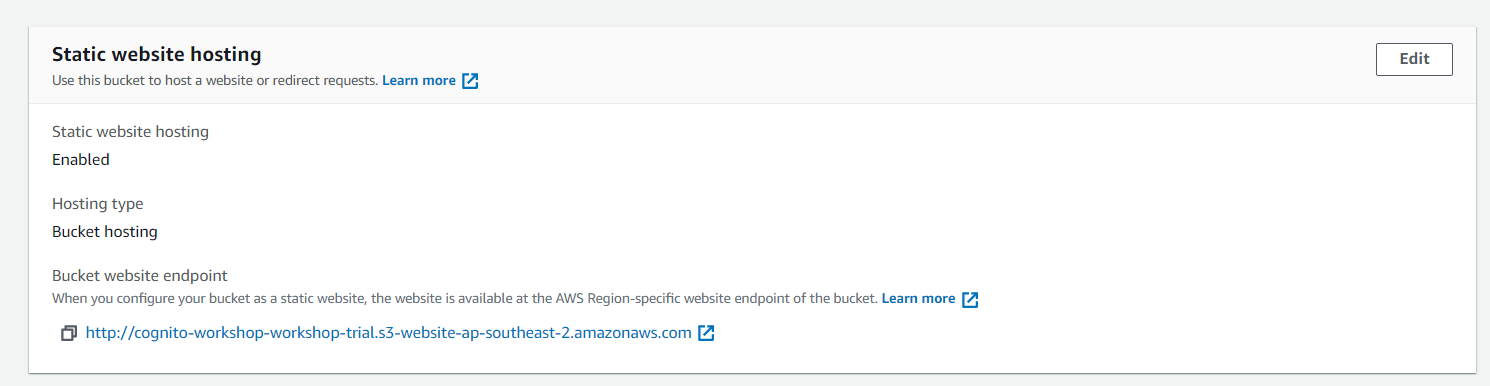 Static website hosting
Edit
Use this bucket to host a website or redirect requests. Learn more
Static website hosting
Enabled
Hosting type
Bucket hosting
Bucket website endpoint
When you configure your bucket as a static website, the website is available at the AWS Region-specific website endpoint of the bucket. Learn more
http://cognito-workshop-workshop-trial.s3-website-ap-southeast-2.amazonaws.com